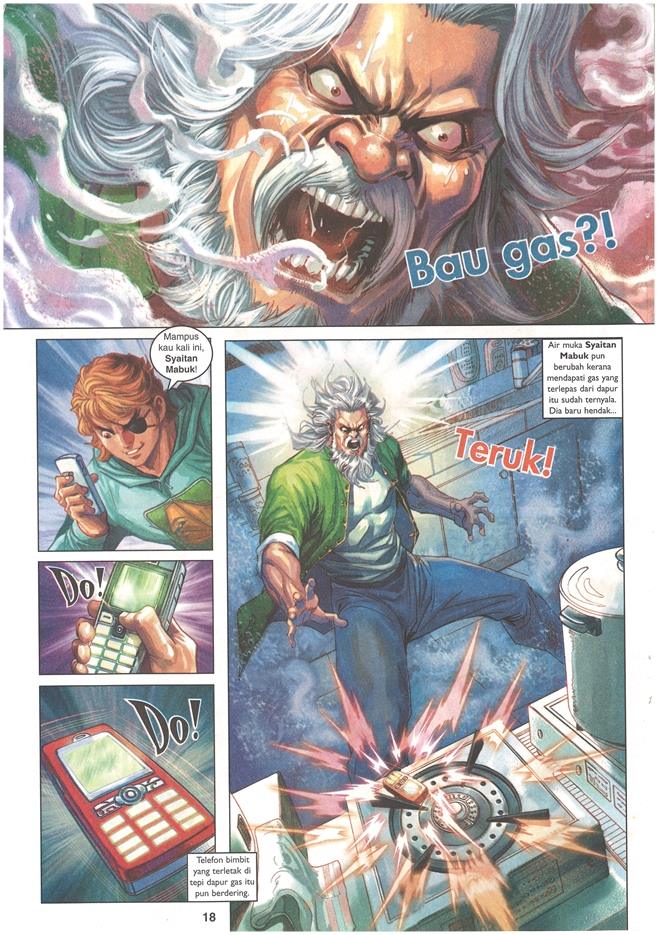 Bau gas?!
Mampus
kau kali ini,
Syaitan
Mabuk!
Do!
Do!
Telefon bimbit
yang terletak di
tepi dapur gas itu
pun berdering.
Air muka Syaitan
Mabuk pun
berubah kerana
mendapati gas yang
terlepas dari dapur
itu sudah ternyala.
Dia baru hendak...
Teruk!
18